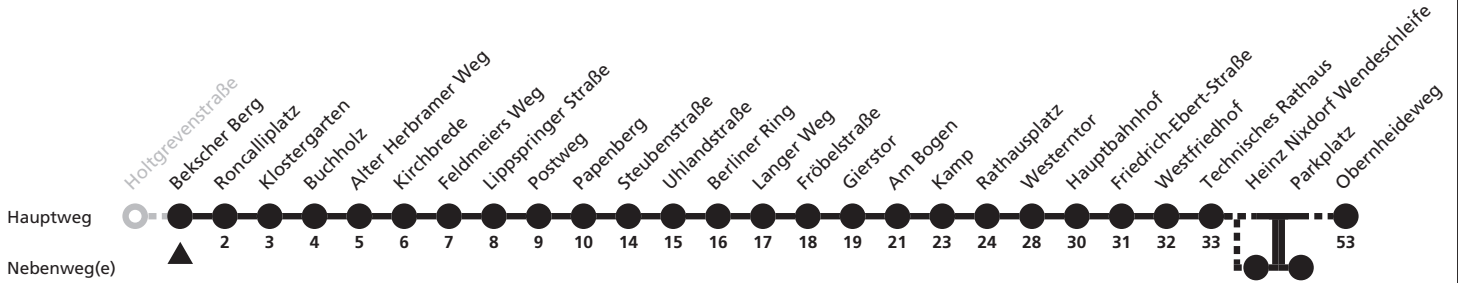 Holtgrevenstraße
Bekscher Berg
Roncalliplatz
Klostergarten
Buchholz
Alter Herbramer Weg
Kirchbrede
Feldmeiers Weg
Lippspringer Straße
Postweg
Papenberg
Steubenstraße
Uhlandstraße
Berliner Ring
Langer Weg
Fröbelstraße
Gierstor
Am Bogen
Kamp
Rathausplatz
Westerntor
Hauptbahnhof
Friedrich-Ebert-Straße
Westfriedhof
Technisches Rathaus
Heinz Nixdorf Wendeschleife
Parkplatz
Obernheideweg
Hauptweg
2 3 4 5 6 7 8 9 10 14 15 16 17 18 19 21 23 24 28 30 31 32 33 53
Nebenweg(e)